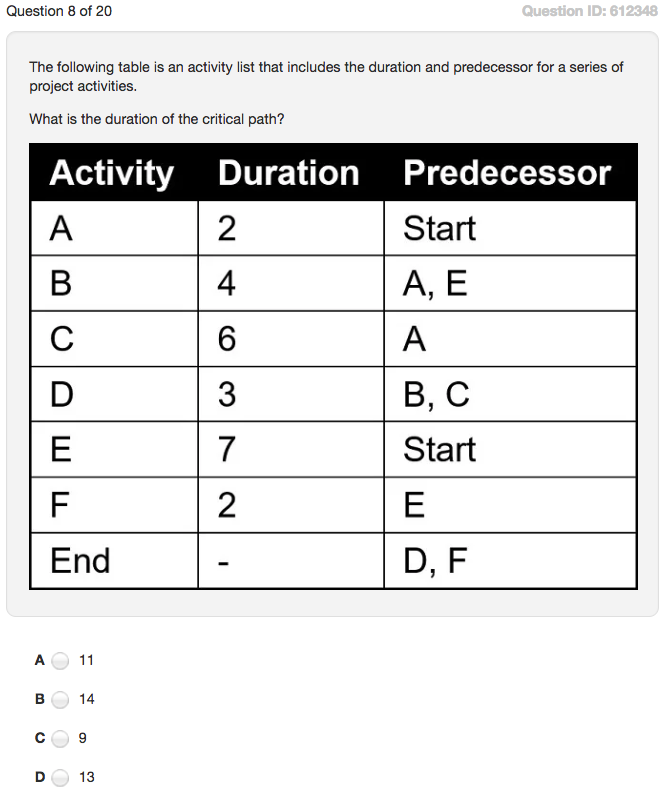 Question 8 of 20 Question ID: 612348
The following table is an activity list that includes the duration and predecessor for a series of
project activities.
What is the duration of the critical path?
Activity Duration Predecessor
A 2 Start
B 4 A, E
C 6 A
D 3 B, C
E 7 Start
F 2 E
End - D, F
A 11
B 14
C 9
D 13